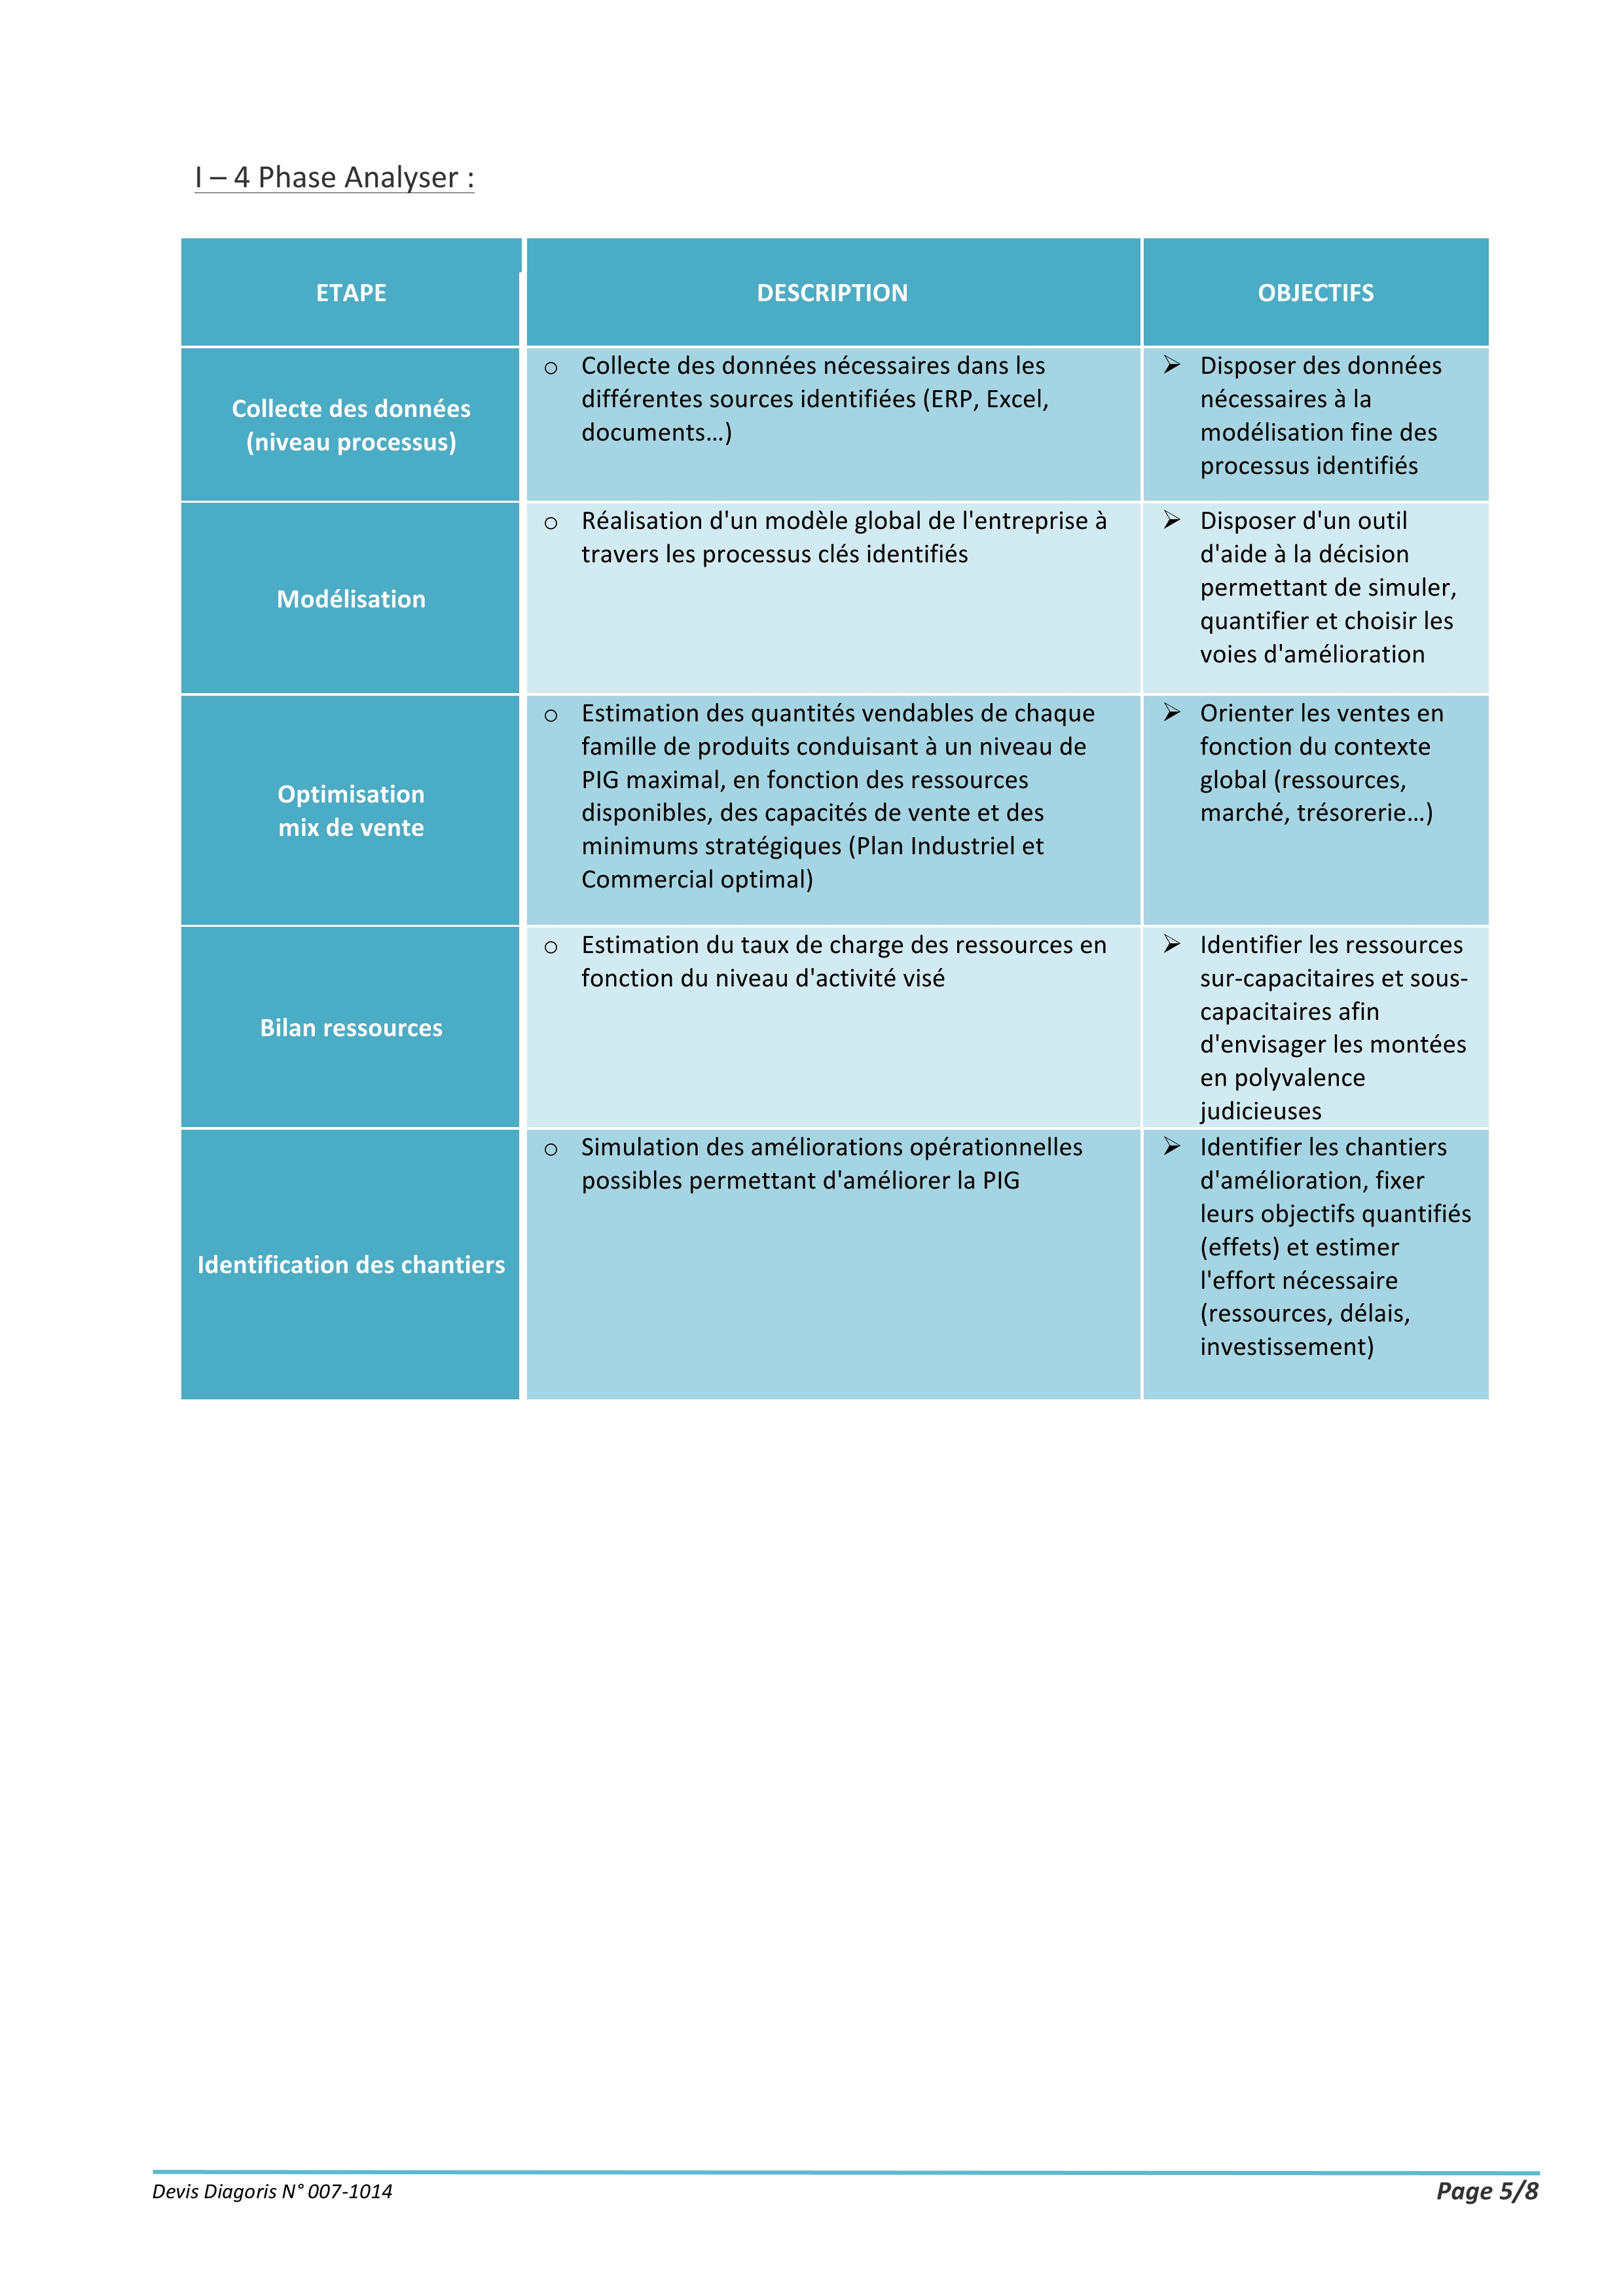 I – 4 Phase Analyser :
ETAPE
DESCRIPTION
OBJECTIFS
Collecte des données
(niveau processus)
o Collecte des données nécessaires dans les
différentes sources identifiées (ERP, Excel,
documents…)
➢ Disposer des données
nécessaires à la
modélisation fine des
processus identifiés
Modélisation
o Réalisation d'un modèle global de l'entreprise à
travers les processus clés identifiés
➢ Disposer d'un outil
d'aide à la décision
permettant de simuler,
quantifier et choisir les
voies d'amélioration
Optimisation
mix de vente
o Estimation des quantités vendables de chaque
famille de produits conduisant à un niveau de
PIG maximal, en fonction des ressources
disponibles, des capacités de vente et des
minimums stratégiques (Plan Industriel et
Commercial optimal)
➢ Orienter les ventes en
fonction du contexte
global (ressources,
marché, trésorerie…)
Bilan ressources
o Estimation du taux de charge des ressources en
fonction du niveau d'activité visé
➢ Identifier les ressources
sur-capacitaires et sous-
capacitaires afin
d'envisager les montées
en polyvalence
judicieuses
Identification des chantiers
o Simulation des améliorations opérationnelles
possibles permettant d'améliorer la PIG
➢ Identifier les chantiers
d'amélioration, fixer
leurs objectifs quantifiés
(effets) et estimer
l'effort nécessaire
(ressources, délais,
investissement)
Devis Diagoris N° 007-1014
Page 5/8